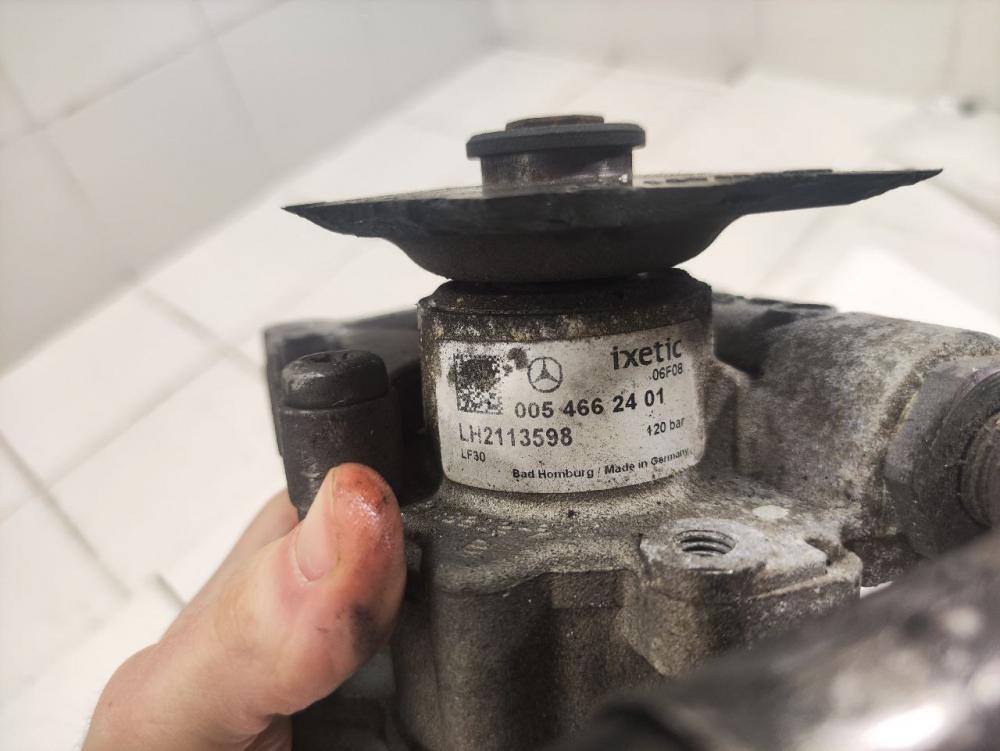 ixetic
06F08
005 466 24 01
LH2113598
120 bar
LF30
Bad Homburg / Made in Germany